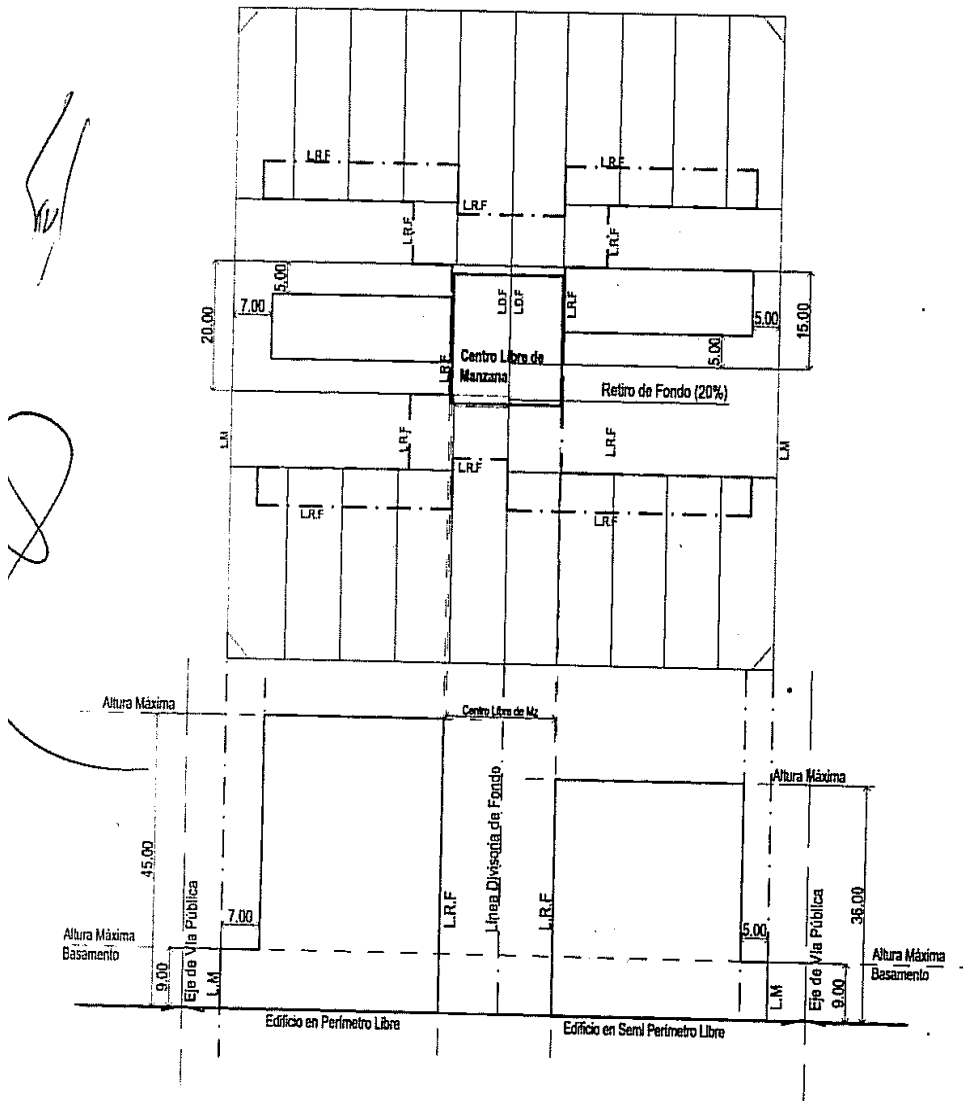 L.R.F
L.R.F
L.R.F
L.R.F
L.R.F
5.00
7.00
20.00
L.D.F
L.D.F
L.R.F
5.00
15.00
5.00
Centro Libre de
Manzana
L.R.F
Retiro de Fondo (20%)
L.M
L.R.F
L.R.F
L.M
L.R.F
L.R.F
L.R.F
Altura Máxima
Centro Libre de Mz
Altura Máxima
45.00
Eje de Vía Pública
7.00
L.R.F
Línea Divisoria de Fondo
L.R.F
5.00
Eje de Vía Pública
36.00
Altura Máxima
Basamento
9.00
L.M
L.M
Altura Máxima
Basamento
9.00
Edificio en Perímetro Libre
Edificio en Semi Perímetro Libre